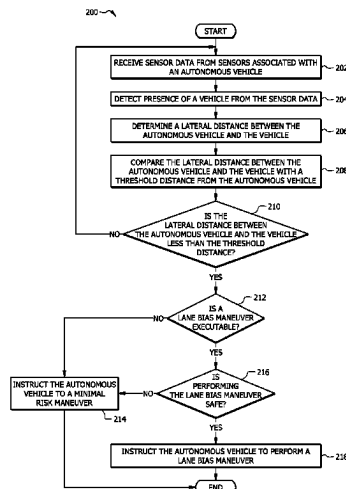 200
START
RECEIVE SENSOR DATA FROM SENSORS ASSOCIATED WITH
AN AUTONOMOUS VEHICLE
202
DETECT PRESENCE OF A VEHICLE FROM THE SENSOR DATA
204
DETERMINE A LATERAL DISTANCE BETWEEN THE
AUTONOMOUS VEHICLE AND THE VEHICLE
206
COMPARE THE LATERAL DISTANCE BETWEEN THE
AUTONOMOUS VEHICLE AND THE VEHICLE WITH A
THRESHOLD DISTANCE FROM THE AUTONOMOUS VEHICLE
208
210
IS THE
LATERAL DISTANCE BETWEEN
THE AUTONOMOUS VEHICLE AND THE VEHICLE
LESS THAN THE THRESHOLD
DISTANCE?
NO
YES
212
IS A
LANE BIAS MANEUVER
EXECUTABLE?
NO
YES
216
IS
PERFORMING
THE LANE BIAS MANEUVER
SAFE?
NO
INSTRUCT THE AUTONOMOUS
VEHICLE TO A MINIMAL
RISK MANEUVER
214
YES
INSTRUCT THE AUTONOMOUS VEHICLE TO PERFORM A
LANE BIAS MANEUVER
218
END